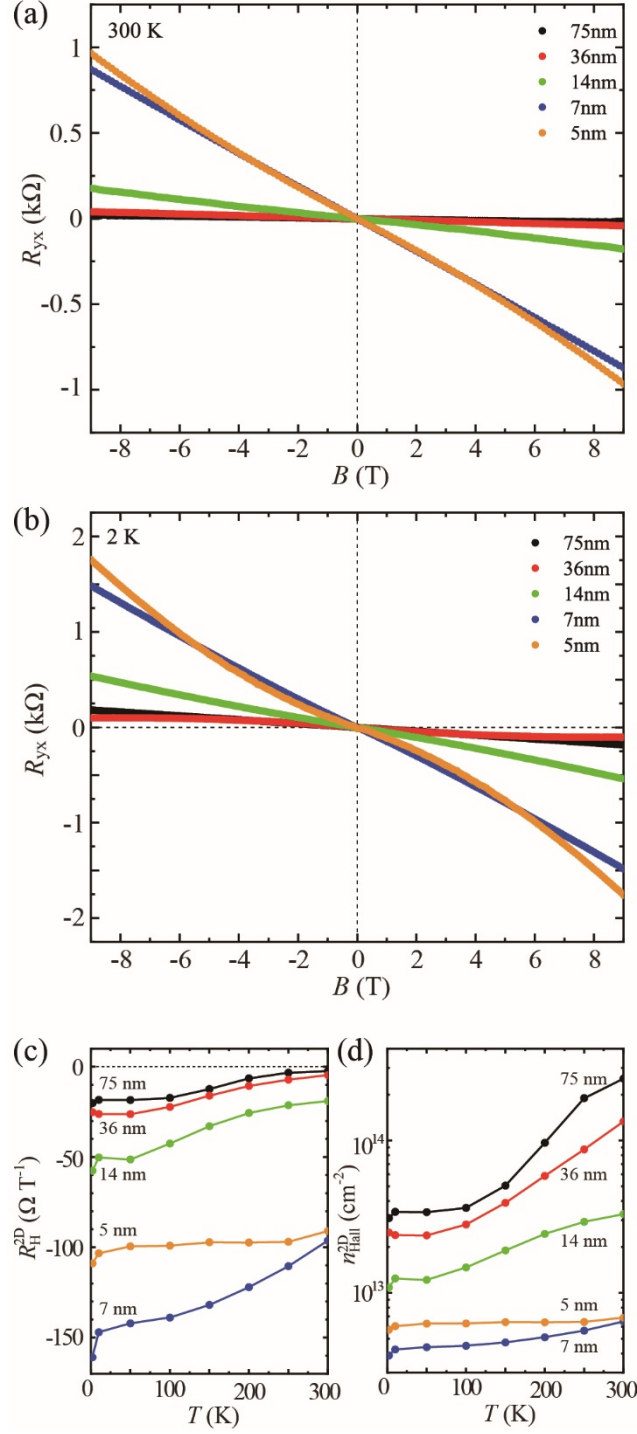 (a)
300 K
75nm
36nm
14nm
7nm
5nm
1
0.5
0
-0.5
-1
R_yx (kΩ)
-8 -6 -4 -2 0 2 4 6 8
B (T)
(b)
2 K
75nm
36nm
14nm
7nm
5nm
2
1
0
-1
-2
R_yx (kΩ)
-8 -6 -4 -2 0 2 4 6 8
B (T)
(c)
0
-50
-100
-150
R_H^2D (Ω T⁻¹)
75 nm
36 nm
14 nm
5 nm
7 nm
0 100 200 300
T (K)
(d)
10¹⁴
10¹³
n_Hall^2D (cm⁻²)
75 nm
36 nm
14 nm
5 nm
7 nm
0 100 200 300
T (K)